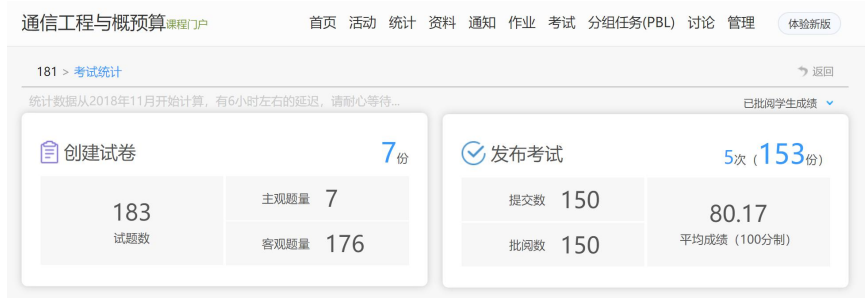 通信工程与概预算课程门户 首页 活动 统计 资料 通知 作业 考试 分组任务(PBL) 讨论 管理 体验新版
181 > 考试统计 返回
统计数据从2018年11月开始计算，有6小时左右的延迟，请耐心等待... 已批阅学生成绩
创建试卷 7份
183
试题数
主观题量 7
客观题量 176
发布考试 5次（153份）
提交数 150
批阅数 150
80.17
平均成绩（100分制）